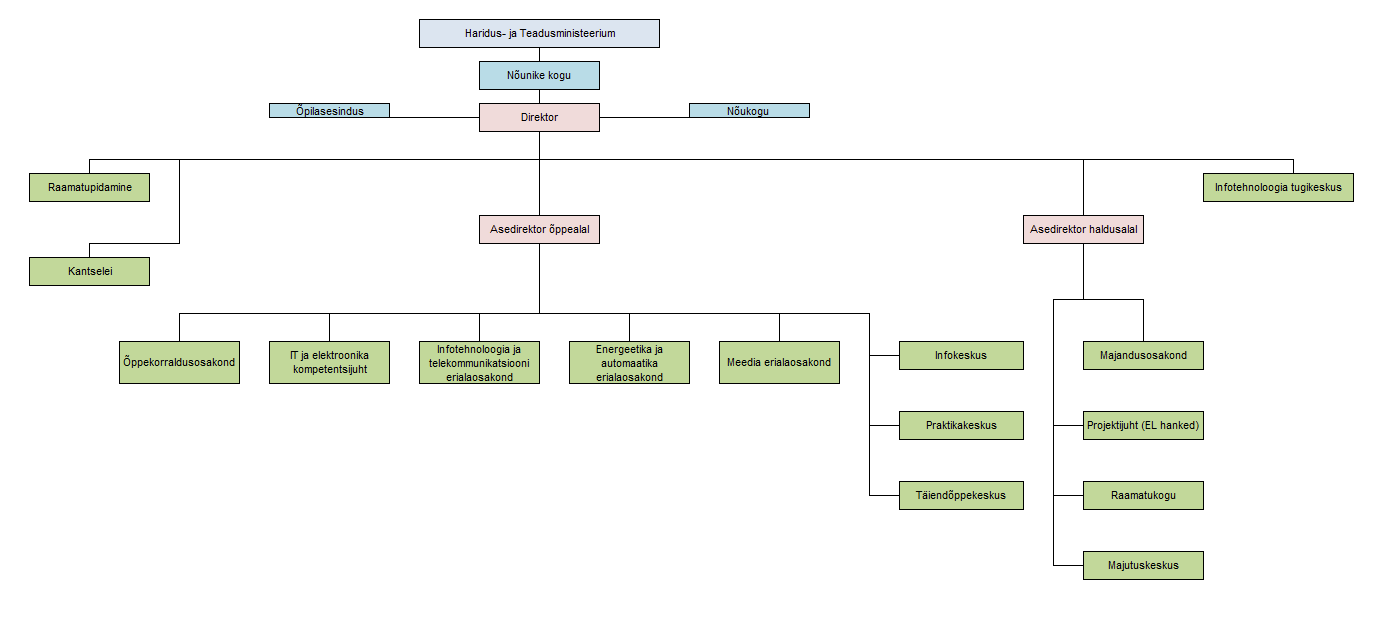 Haridus- ja Teadusministeerium
Nõunike kogu
Õpilasesindus
Direktor
Nõukogu
Raamatupidamine
Infotehnoloogia tugikeskus
Asedirektor õppealal
Asedirektor haldusalal
Kantselei
Õppekorraldusosakond
IT ja elektroonika
kompetentsijuht
Infotehnoloogia ja
telekommunikatsiooni
erialaosakond
Energeetika ja
automaatika
erialaosakond
Meedia erialaosakond
Infokeskus
Majandusosakond
Praktikakeskus
Projektijuht (EL hanked)
Täiendõppekeskus
Raamatukogu
Majutuskeskus